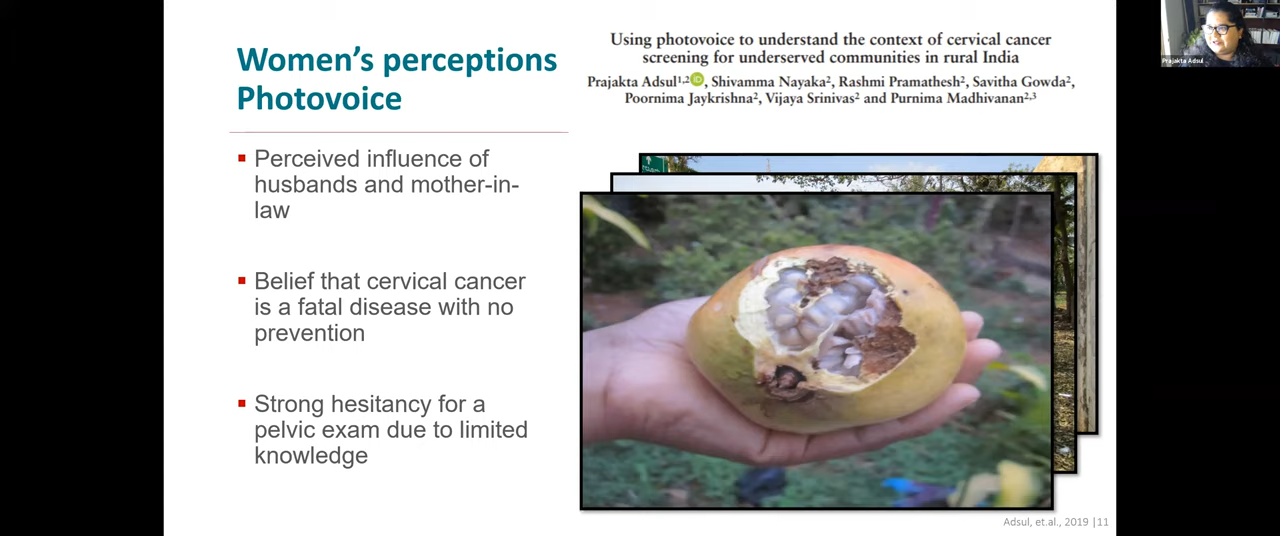 Women's perceptions
Photovoice
Using photovoice to understand the context of cervical cancer
screening for underserved communities in rural India
Prajakta Adsul1,2 iD, Shivamma Nayaka2, Rashmi Pramathesh2, Savitha Gowda2,
Poornima Jaykrishna2, Vijaya Srinivas2 and Purnima Madhivanan2,3
▪ Perceived influence of
husbands and mother-in-
law
▪ Belief that cervical cancer
is a fatal disease with no
prevention
▪ Strong hesitancy for a
pelvic exam due to limited
knowledge
Adsul, et.al., 2019 |11
Prajakta Adsul